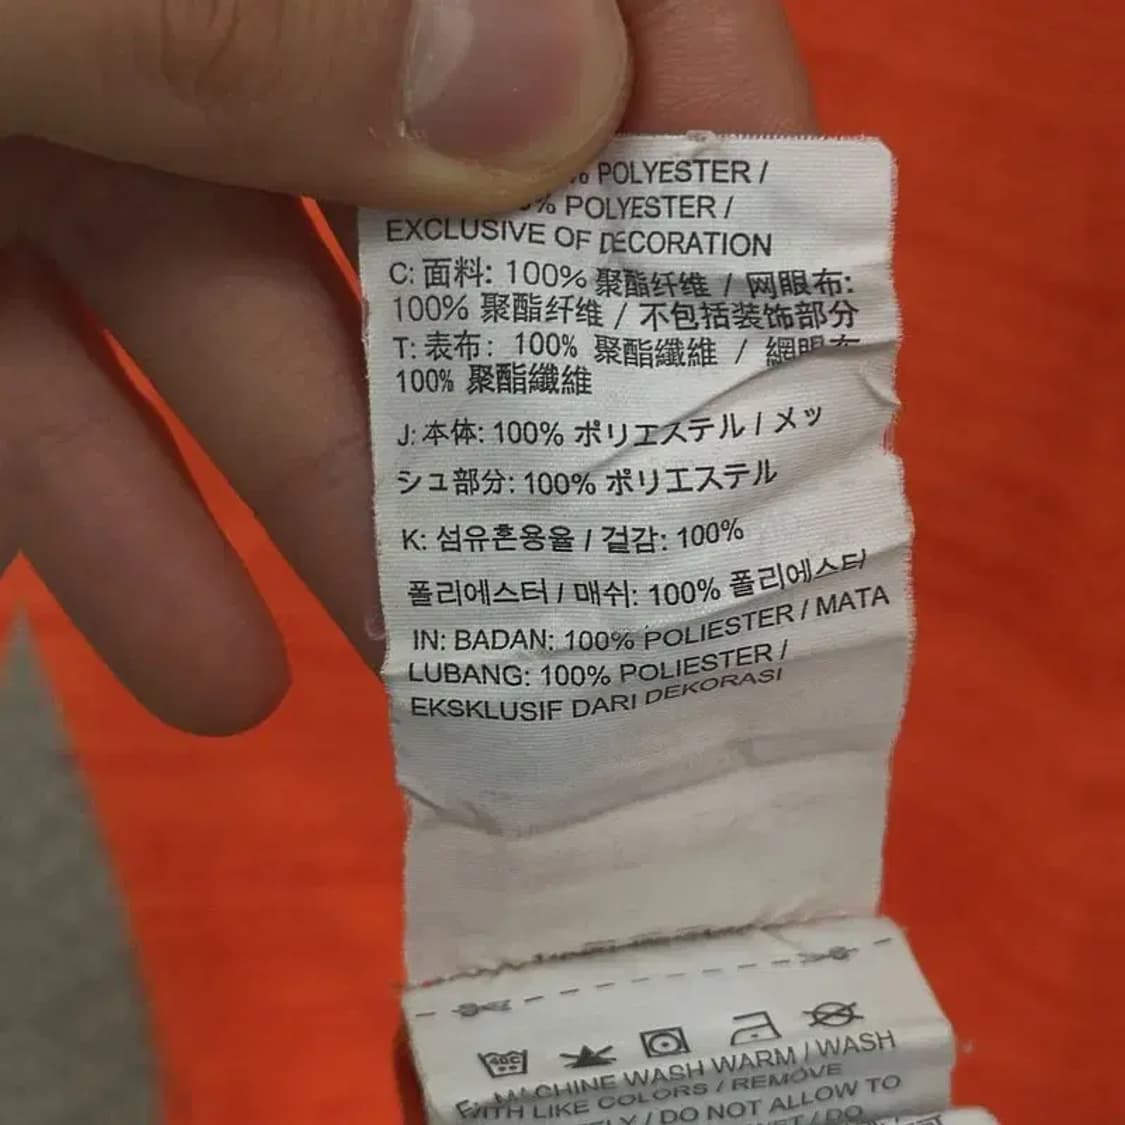 % POLYESTER /
% POLYESTER /
EXCLUSIVE OF DECORATION
C: 面料: 100% 聚酯纤维 / 网眼布:
100% 聚酯纤维 / 不包括装饰部分
T: 表布: 100% 聚酯纖維 / 網眼布
100% 聚酯纖維
J: 本体: 100% ポリエステル / メッ
シュ部分: 100% ポリエステル
K: 섬유혼용율 / 겉감: 100%
폴리에스터 / 매쉬: 100% 폴리에스터
IN: BADAN: 100% POLIESTER / MATA
LUBANG: 100% POLIESTER /
EKSKLUSIF DARI DEKORASI
40C
MACHINE WASH WARM / WASH
WITH LIKE COLORS / REMOVE
/ DO NOT ALLOW TO
/ DO